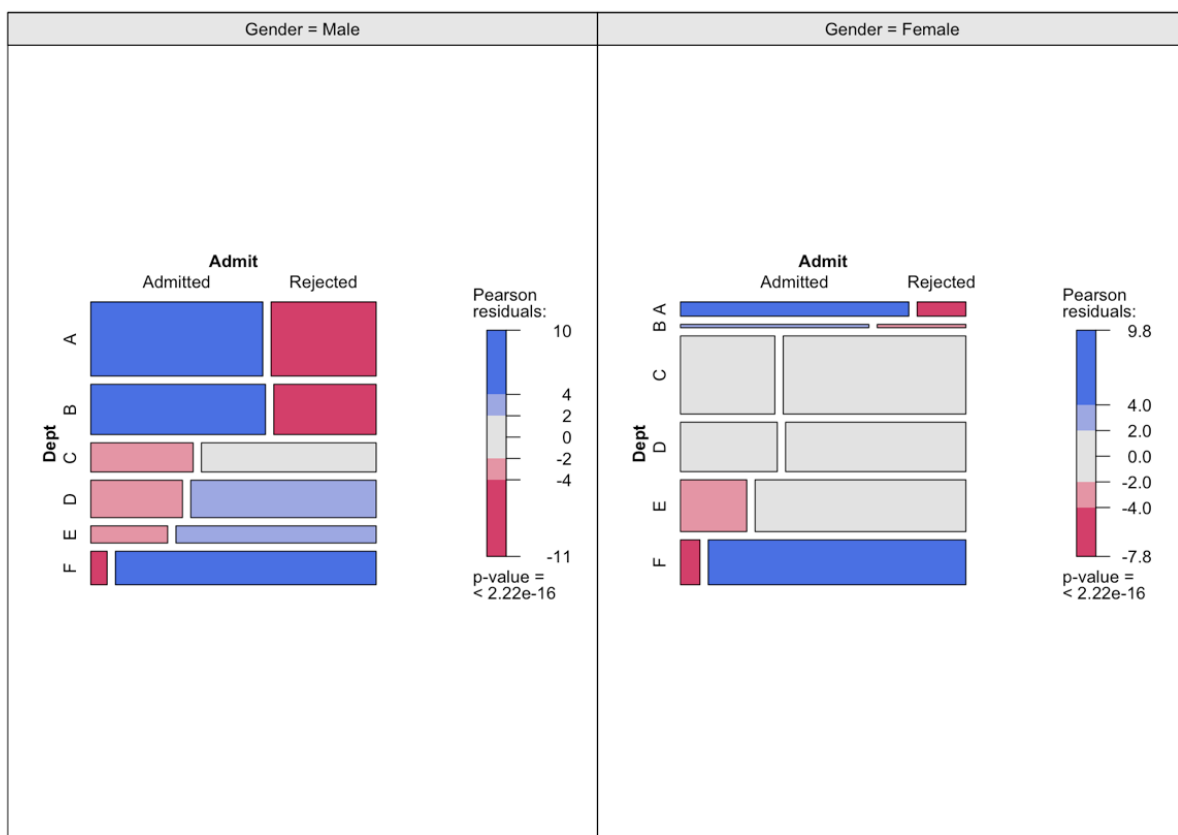 Gender = Male
Admit
Admitted Rejected
Dept
A
B
C
D
E
F
Pearson
residuals:
10
4
2
0
-2
-4
-11
p-value =
< 2.22e-16
Gender = Female
Admit
Admitted Rejected
Dept
A
B
C
D
E
F
Pearson
residuals:
9.8
4.0
2.0
0.0
-2.0
-4.0
-7.8
p-value =
< 2.22e-16